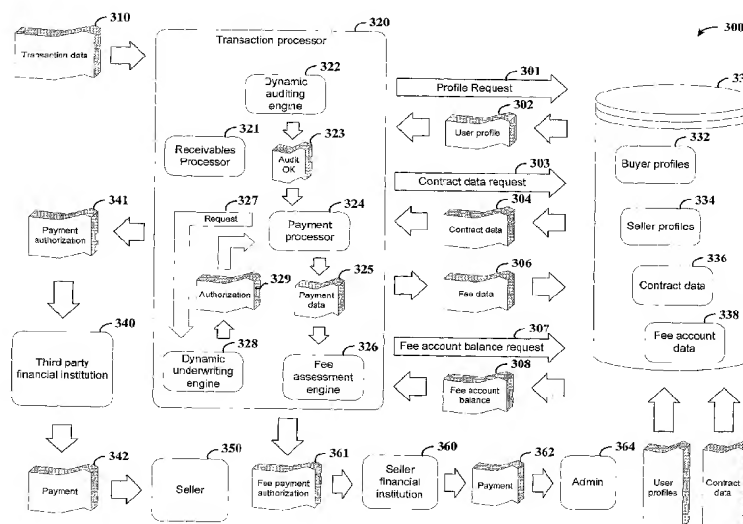 310
Transaction data
320
Transaction processor
322
Dynamic
auditing
engine
321
Receivables
Processor
323
Audit
OK
327
Request
324
Payment
processor
329
Authorization
325
Payment
data
328
Dynamic
underwriting
engine
326
Fee
assessment
engine
341
Payment
authorization
340
Third party
financial institution
342
Payment
350
Seller
361
Fee payment
authorization
360
Seller
financial
institution
362
Payment
364
Admin
301
Profile Request
302
User profile
303
Contract data request
304
Contract data
306
Fee data
307
Fee account balance request
308
Fee account
balance
300
332
Buyer profiles
334
Seller profiles
336
Contract data
338
Fee account
data
User
profiles
Contract
data